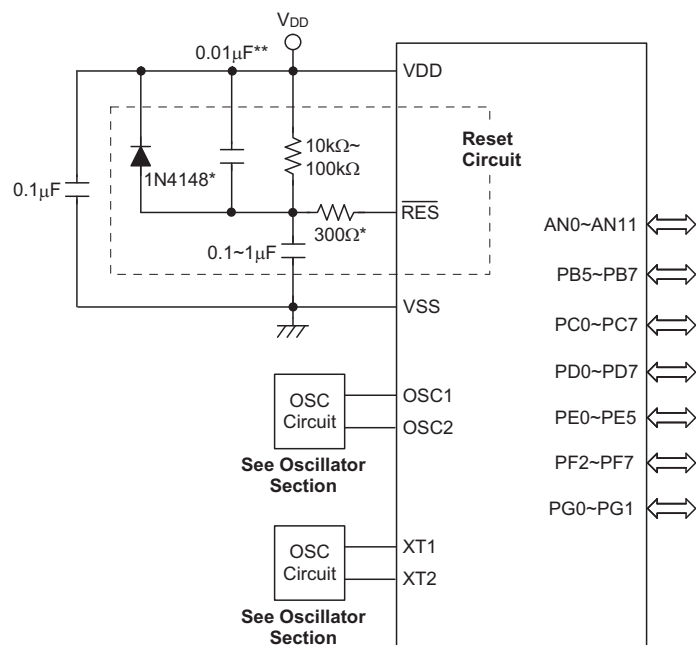 VDD
0.01μF**
VDD
Reset
Circuit
10kΩ~
100kΩ
1N4148*
0.1μF
RES
300Ω*
0.1~1μF
VSS
AN0~AN11
PB5~PB7
PC0~PC7
PD0~PD7
PE0~PE5
PF2~PF7
PG0~PG1
OSC
Circuit
OSC1
OSC2
See Oscillator
Section
OSC
Circuit
XT1
XT2
See Oscillator
Section